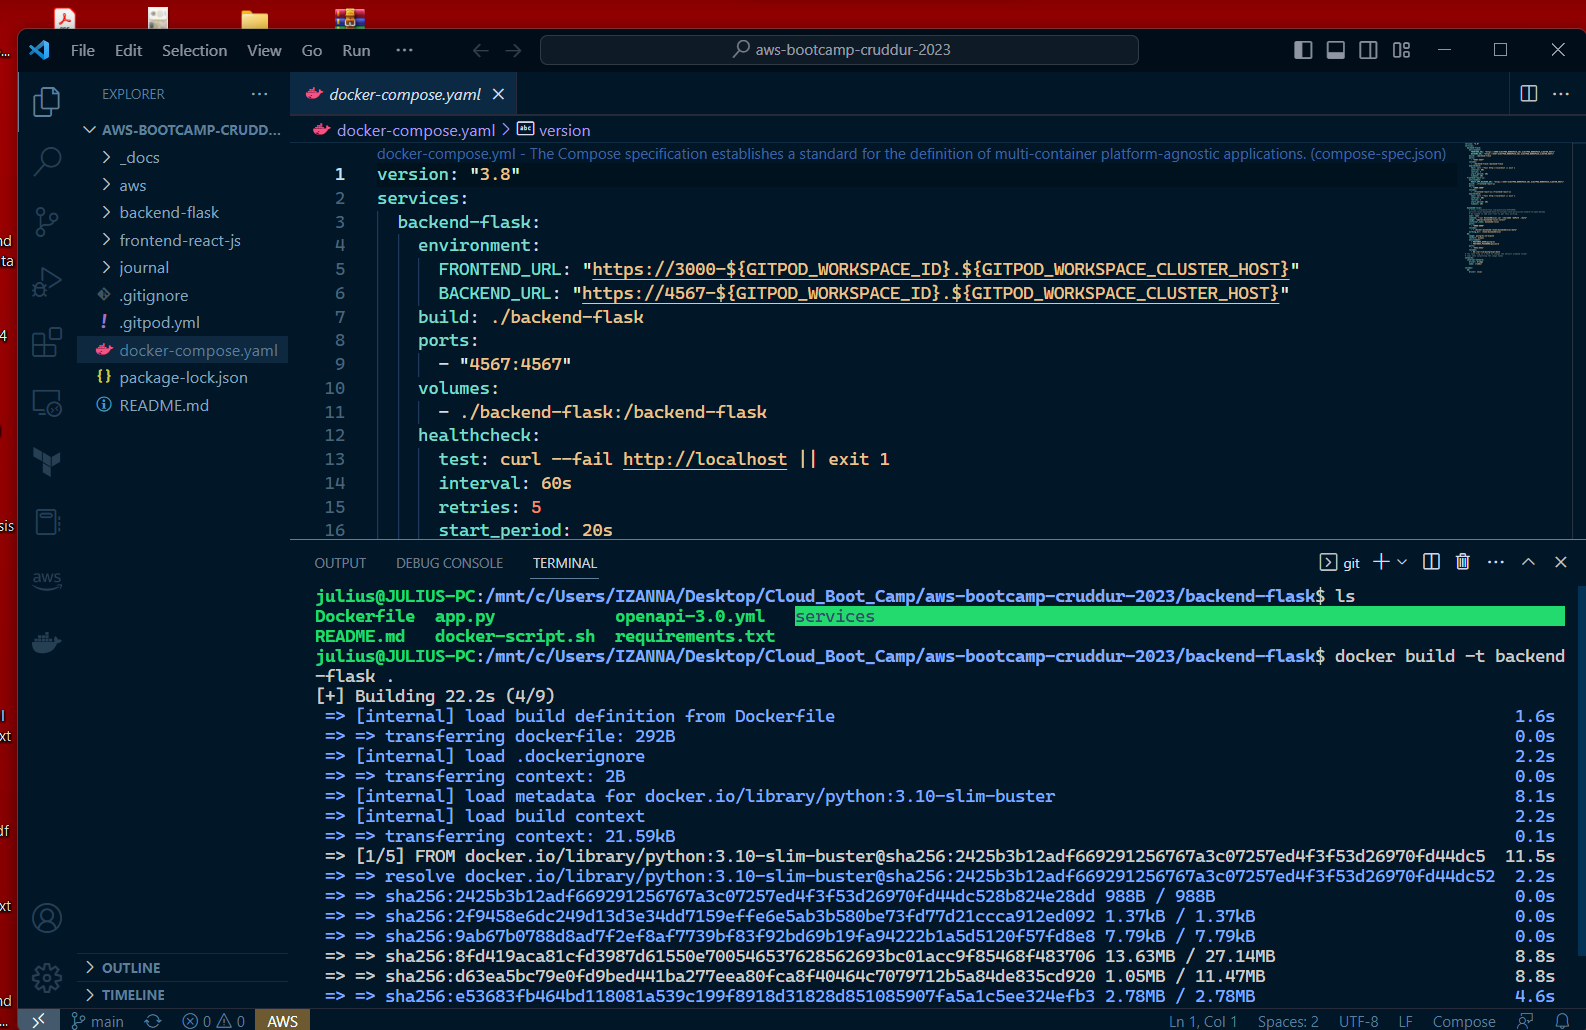 File Edit Selection View Go Run ...
aws-bootcamp-cruddur-2023
EXPLORER ...
AWS-BOOTCAMP-CRUDD...
_docs
aws
backend-flask
frontend-react-js
journal
.gitignore
.gitpod.yml
docker-compose.yaml
package-lock.json
README.md
OUTLINE
TIMELINE
docker-compose.yaml
docker-compose.yaml > version
docker-compose.yml - The Compose specification establishes a standard for the definition of multi-container platform-agnostic applications. (compose-spec.json)
1 version: "3.8"
2 services:
3 backend-flask:
4 environment:
5 FRONTEND_URL: "https://3000-${GITPOD_WORKSPACE_ID}.${GITPOD_WORKSPACE_CLUSTER_HOST}"
6 BACKEND_URL: "https://4567-${GITPOD_WORKSPACE_ID}.${GITPOD_WORKSPACE_CLUSTER_HOST}"
7 build: ./backend-flask
8 ports:
9 - "4567:4567"
10 volumes:
11 - ./backend-flask:/backend-flask
12 healthcheck:
13 test: curl --fail http://localhost || exit 1
14 interval: 60s
15 retries: 5
16 start_period: 20s
OUTPUT DEBUG CONSOLE TERMINAL
git
julius@JULIUS-PC:/mnt/c/Users/IZANNA/Desktop/Cloud_Boot_Camp/aws-bootcamp-cruddur-2023/backend-flask$ ls
Dockerfile app.py openapi-3.0.yml services
README.md docker-script.sh requirements.txt
julius@JULIUS-PC:/mnt/c/Users/IZANNA/Desktop/Cloud_Boot_Camp/aws-bootcamp-cruddur-2023/backend-flask$ docker build -t backend
-flask .
[+] Building 22.2s (4/9)
=> [internal] load build definition from Dockerfile 1.6s
=> => transferring dockerfile: 292B 0.0s
=> [internal] load .dockerignore 2.2s
=> => transferring context: 2B 0.0s
=> [internal] load metadata for docker.io/library/python:3.10-slim-buster 8.1s
=> [internal] load build context 2.2s
=> => transferring context: 21.59kB 0.1s
=> [1/5] FROM docker.io/library/python:3.10-slim-buster@sha256:2425b3b12adf669291256767a3c07257ed4f3f53d26970fd44dc5 11.5s
=> => resolve docker.io/library/python:3.10-slim-buster@sha256:2425b3b12adf669291256767a3c07257ed4f3f53d26970fd44dc52 2.2s
=> => sha256:2425b3b12adf669291256767a3c07257ed4f3f53d26970fd44dc528b824e28dd 988B / 988B 0.0s
=> => sha256:2f9458e6dc249d13d3e34dd7159effe6e5ab3b580be73fd77d21ccca912ed092 1.37kB / 1.37kB 0.0s
=> => sha256:9ab67b0788d8ad7f2ef8af7739bf83f92bd69b19fa94222b1a5d5120f57fd8e8 7.79kB / 7.79kB 0.0s
=> => sha256:8fd419aca81cfd3987d61550e700546537628562693bc01acc9f85468f483706 13.63MB / 27.14MB 8.8s
=> => sha256:d63ea5bc79e0fd9bed441ba277eea80fca8f40464c7079712b5a84de835cd920 1.05MB / 11.47MB 8.8s
=> => sha256:e53683fb464bd118081a539c199f8918d31828d851085907fa5a1c5ee324efb3 2.78MB / 2.78MB 4.6s
main 0 0 AWS Ln 1, Col 1 Spaces: 2 UTF-8 LF Compose